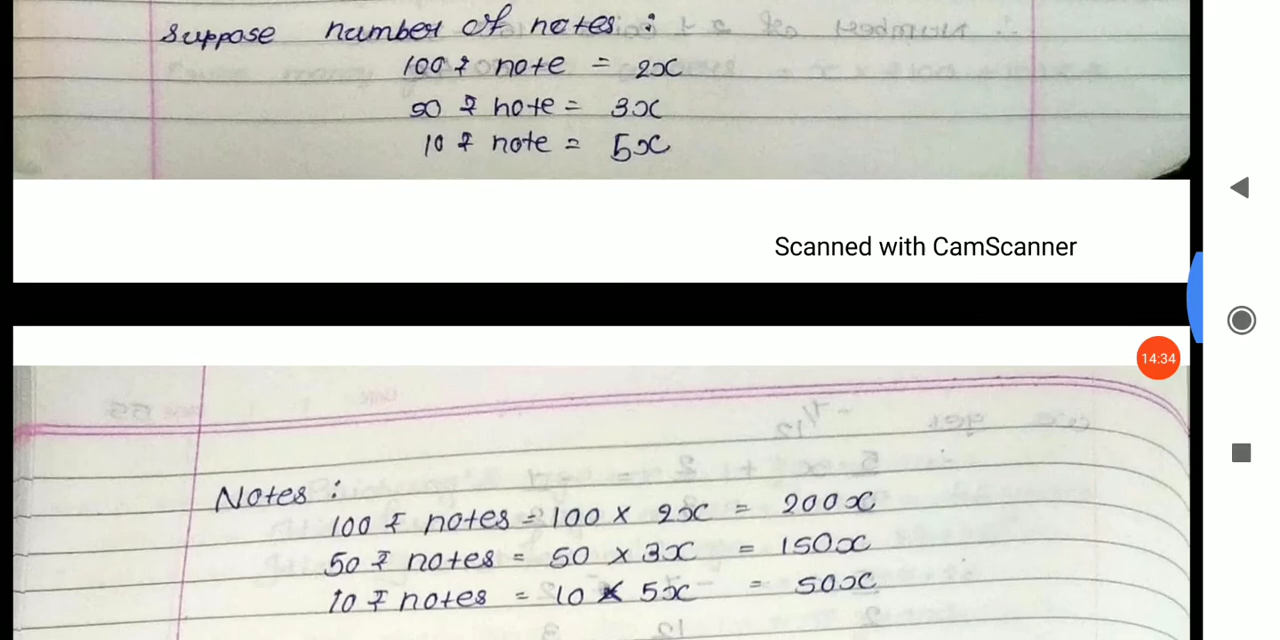 Suppose number of notes :
100 ₹ note = 2x
50 ₹ note = 3x
10 ₹ note = 5x
Scanned with CamScanner
14:34
Notes :
100 ₹ notes = 100 × 2x = 200x
50 ₹ notes = 50 × 3x = 150x
10 ₹ notes = 10 × 5x = 50x